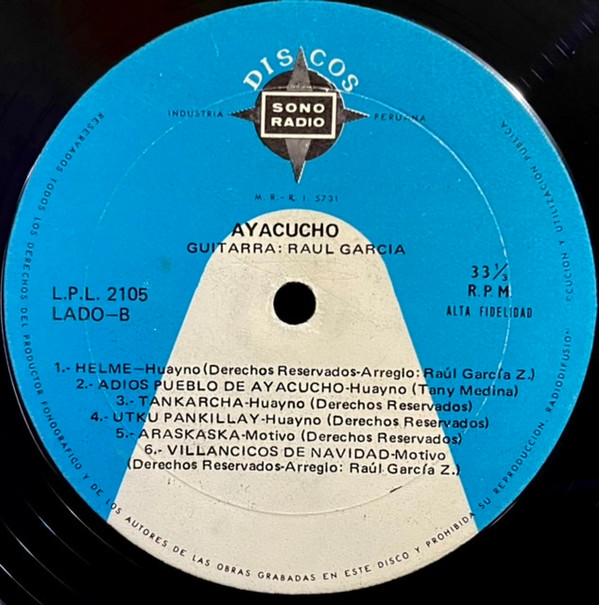 DISCOS
SONO
RADIO
INDUSTRIA PERUANA
M. R.- R. I. 5731
AYACUCHO
GUITARRA: RAUL GARCIA
L.P.L. 2105
LADO-B
33 1/3
R.P.M
ALTA FIDELIDAD
1.- HELME-Huayno (Derechos Reservados-Arreglo: Raúl García Z.)
2.- ADIOS PUEBLO DE AYACUCHO-Huayno (Tany Medina)
3.- TANKARCHA-Huayno (Derechos Reservados)
4.- UTKU PANKILLAY-Huayno (Derechos Reservados)
5.- ARASKASKA-Motivo (Derechos Reservados)
6.- VILLANCICOS DE NAVIDAD-Motivo
(Derechos Reservados-Arreglo: Raúl García Z.)
RESERVADOS TODOS LOS DERECHOS DEL PRODUCTOR FONOGRAFICO Y DE LOS AUTORES DE LAS OBRAS GRABADAS EN ESTE DISCO Y PROHIBIDA SU REPRODUCCION, RADIODIFUSION EJECUCION Y UTILIZACION PUBLICA